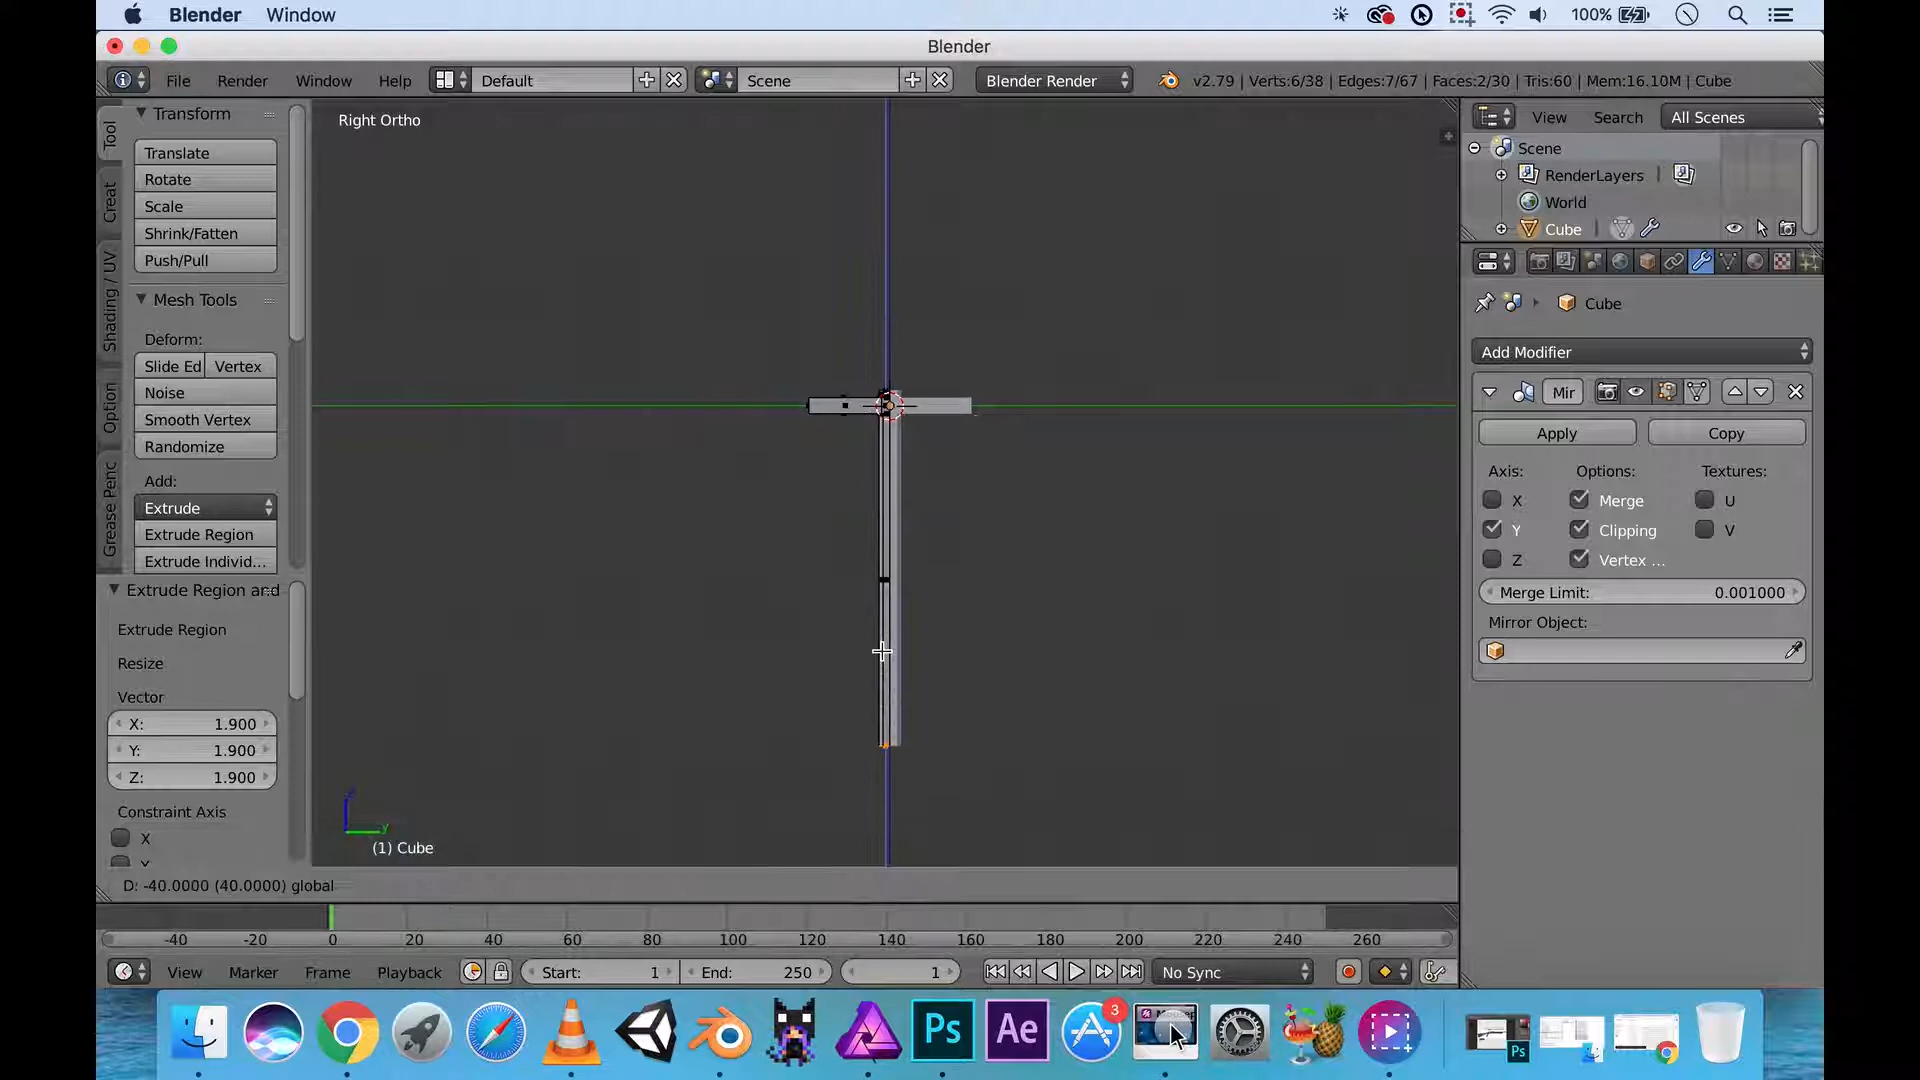 Blender Window 100%
Blender
File Render Window Help Default Scene Blender Render v2.79 | Verts:6/38 | Edges:7/67 | Faces:2/30 | Tris:60 | Mem:16.10M | Cube
Tool
Creat
Shading / UV
Option
Grease Penc
Transform
Translate
Rotate
Scale
Shrink/Fatten
Push/Pull
Mesh Tools
Deform:
Slide Ed Vertex
Noise
Smooth Vertex
Randomize
Add:
Extrude
Extrude Region
Extrude Individ...
Extrude Region and
Extrude Region
Resize
Vector
X: 1.900
Y: 1.900
Z: 1.900
Constraint Axis
X
Y
Right Ortho
z
y
(1) Cube
D: -40.0000 (40.0000) global
View Search All Scenes
Scene
RenderLayers
World
Cube
Cube
Add Modifier
Mir
Apply Copy
Axis: Options: Textures:
X Merge U
Y Clipping V
Z Vertex ...
Merge Limit: 0.001000
Mirror Object:
-40 -20 0 20 40 60 80 100 120 140 160 180 200 220 240 260
View Marker Frame Playback Start: 1 End: 250 1 No Sync
Ps Ae 3 Ps